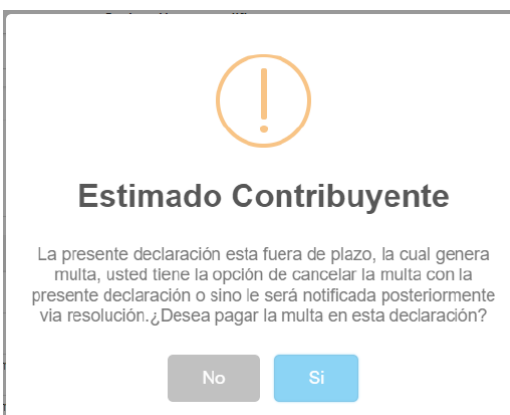 Estimado Contribuyente
La presente declaración esta fuera de plazo, la cual genera
multa, usted tiene la opción de cancelar la multa con la
presente declaración o sino le será notificada posteriormente
via resolución.¿Desea pagar la multa en esta declaración?
No
Si